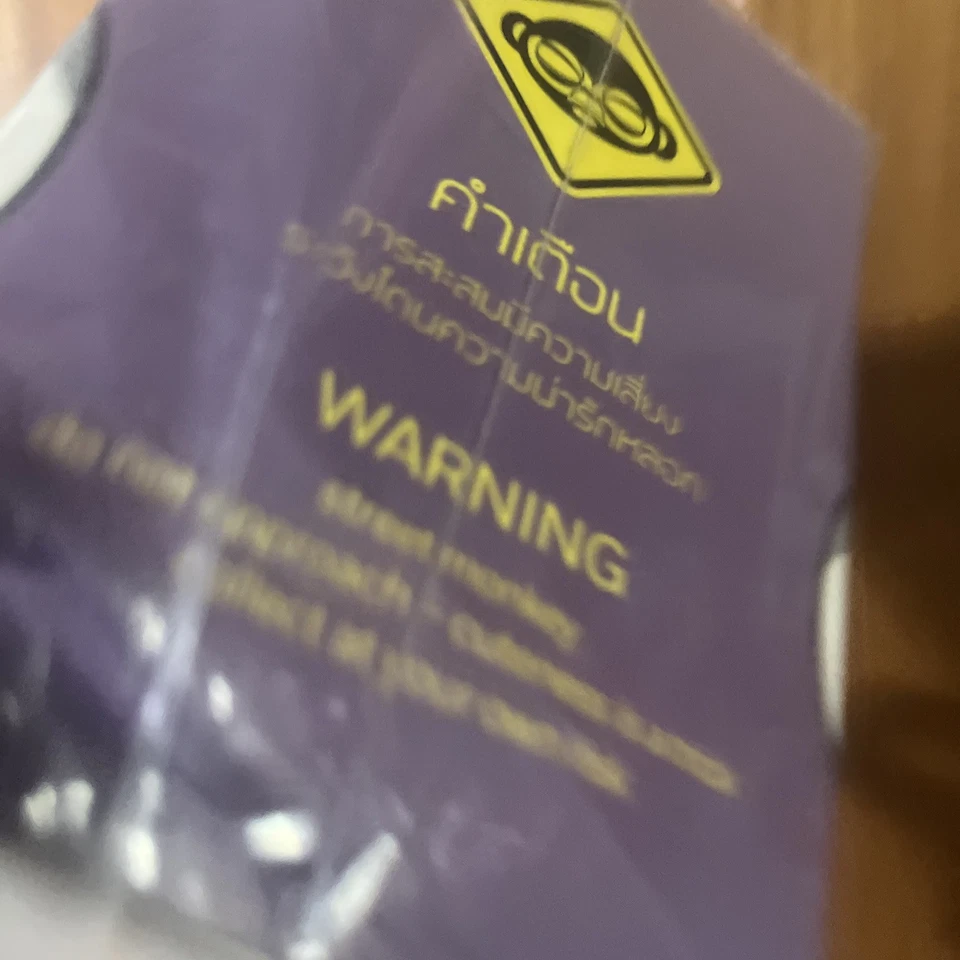 คำเตือน
การสะสมมีความเสี่ยง
ระวังโดนความน่ารักหลอก
WARNING
street monkey
do not approach - cuteness
collect at your own risk